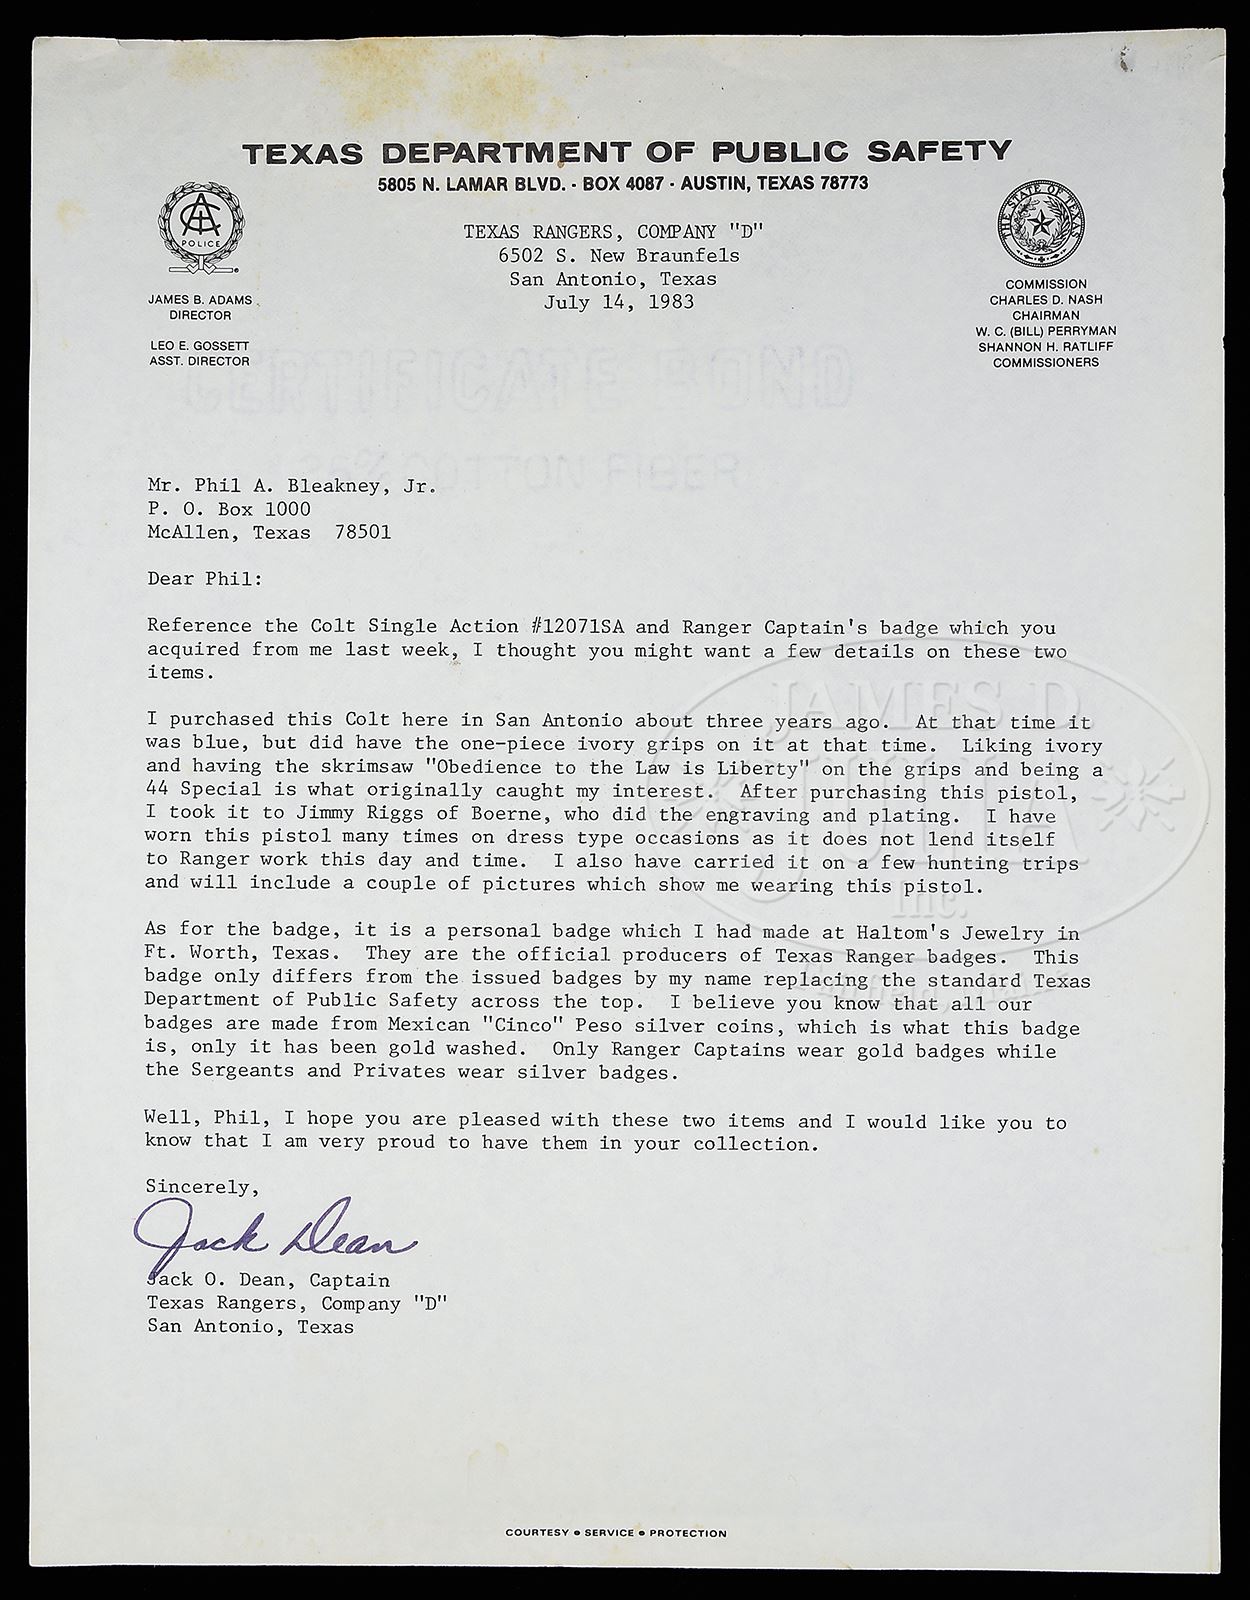 TEXAS DEPARTMENT OF PUBLIC SAFETY
5805 N. LAMAR BLVD. · BOX 4087 · AUSTIN, TEXAS 78773
POLICE
THE STATE OF TEXAS
TEXAS RANGERS, COMPANY "D"
6502 S. New Braunfels
San Antonio, Texas
July 14, 1983
JAMES B. ADAMS
DIRECTOR
LEO E. GOSSETT
ASST. DIRECTOR
COMMISSION
CHARLES D. NASH
CHAIRMAN
W. C. (BILL) PERRYMAN
SHANNON H. RATLIFF
COMMISSIONERS
CERTIFICATE BOND
25% COTTON FIBER
Mr. Phil A. Bleakney, Jr.
P. O. Box 1000
McAllen, Texas 78501
Dear Phil:
Reference the Colt Single Action #12071SA and Ranger Captain's badge which you
acquired from me last week, I thought you might want a few details on these two
items.
I purchased this Colt here in San Antonio about three years ago. At that time it
was blue, but did have the one-piece ivory grips on it at that time. Liking ivory
and having the skrimsaw "Obedience to the Law is Liberty" on the grips and being a
44 Special is what originally caught my interest. After purchasing this pistol,
I took it to Jimmy Riggs of Boerne, who did the engraving and plating. I have
worn this pistol many times on dress type occasions as it does not lend itself
to Ranger work this day and time. I also have carried it on a few hunting trips
and will include a couple of pictures which show me wearing this pistol.
As for the badge, it is a personal badge which I had made at Haltom's Jewelry in
Ft. Worth, Texas. They are the official producers of Texas Ranger badges. This
badge only differs from the issued badges by my name replacing the standard Texas
Department of Public Safety across the top. I believe you know that all our
badges are made from Mexican "Cinco" Peso silver coins, which is what this badge
is, only it has been gold washed. Only Ranger Captains wear gold badges while
the Sergeants and Privates wear silver badges.
Well, Phil, I hope you are pleased with these two items and I would like you to
know that I am very proud to have them in your collection.
Sincerely,
Jack Dean
Jack O. Dean, Captain
Texas Rangers, Company "D"
San Antonio, Texas
COURTESY • SERVICE • PROTECTION
JAMES D.
JULIA
Inc.